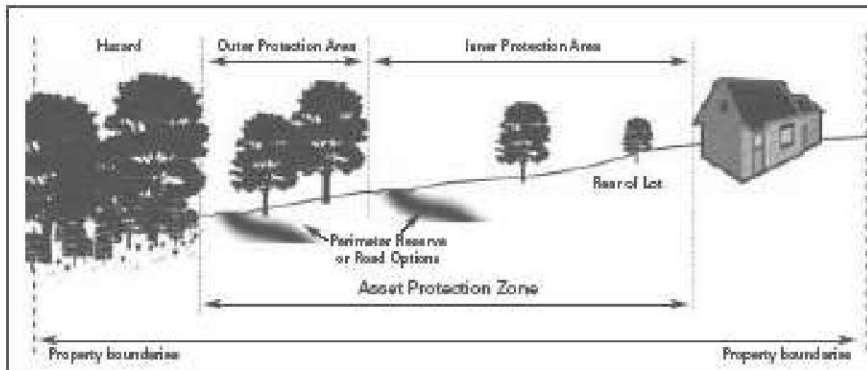 Hazard
Outer Protection Area
Inner Protection Area
Rear of Lot
Perimeter Reserve
or Road Options
Asset Protection Zone
Property boundaries
Property boundaries